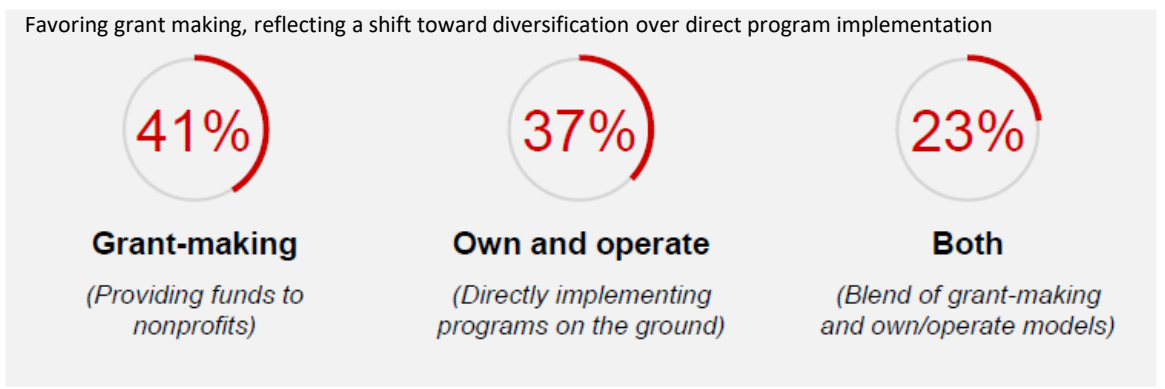 Favoring grant making, reflecting a shift toward diversification over direct program implementation
41%
37%
23%
Grant-making
Own and operate
Both
(Providing funds to
nonprofits)
(Directly implementing
programs on the ground)
(Blend of grant-making
and own/operate models)